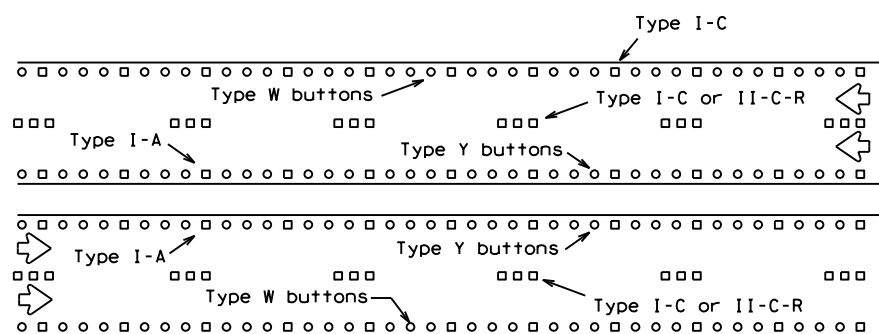 Type I-C
Type W buttons
Type I-C or II-C-R
Type I-A
Type Y buttons
Type I-A
Type Y buttons
Type W buttons
Type I-C or II-C-R